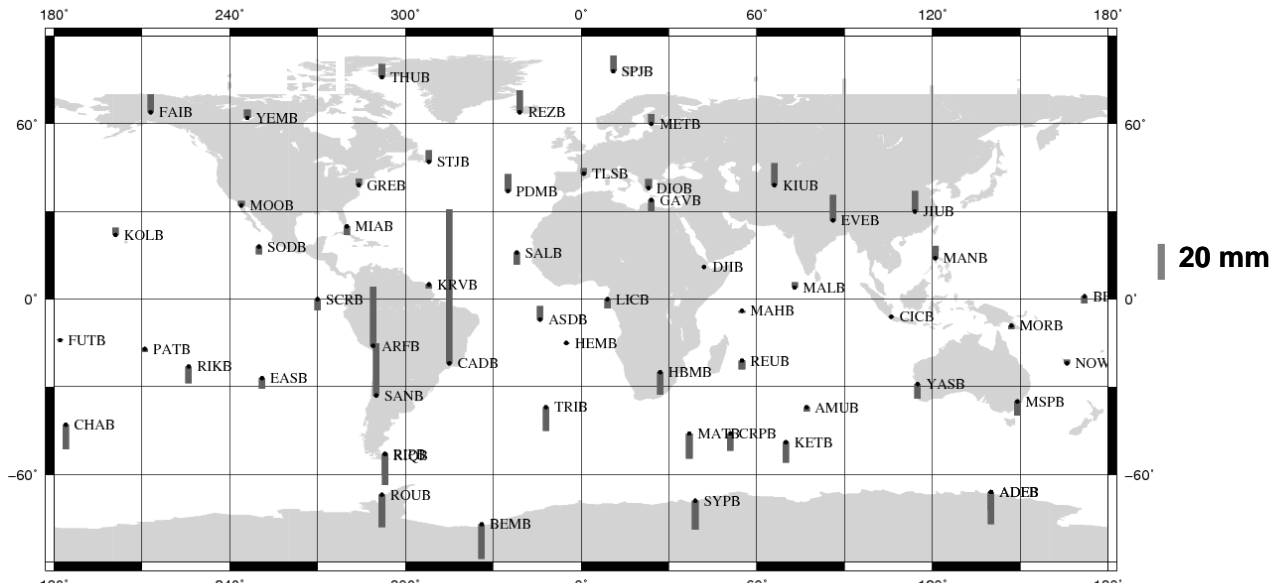 180° 240° 300° 0° 60° 120° 180°
SPJB
THUB
FAIB YEMB REZB
60° METB 60°
STJB
TLSB
GREB PDMB DIOB KIUB
GAVB
MOOB EVEB JIUB
MIAB
KOLB
SODB SALB MANB 20 mm
DJIB
KRVB MALB
0° SCRB LICB 0°
MAHB CICB MORB
ASDB
FUTB PATB ARFB HEMB
RIKB CADB REUB NOW
EASB HBMB YASB
SANB MSPB
TRIB AMUB
CHAB
MATB CRPB KETB
−60° −60°
ROUB SYPB
BEMB